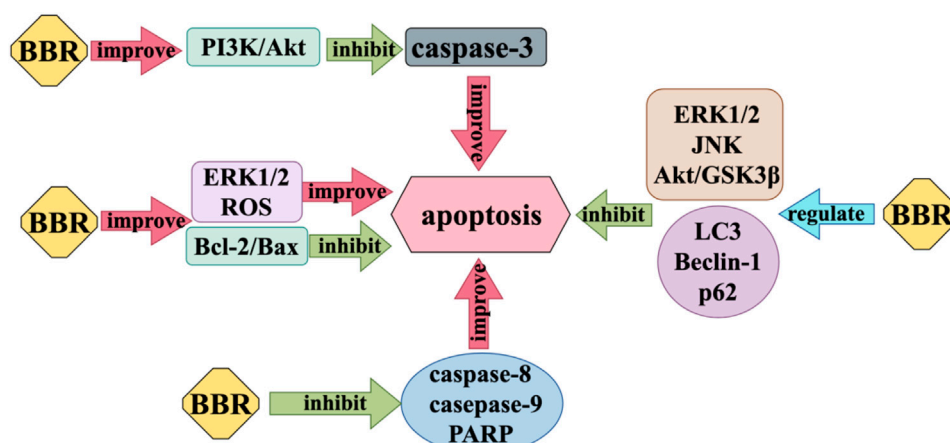 BBR
improve
PI3K/Akt
inhibit
caspase-3
improve
ERK1/2
JNK
Akt/GSK3β
BBR
improve
ERK1/2
ROS
improve
Bcl-2/Bax
inhibit
apoptosis
inhibit
LC3
Beclin-1
p62
regulate
BBR
improve
BBR
inhibit
caspase-8
casepase-9
PARP